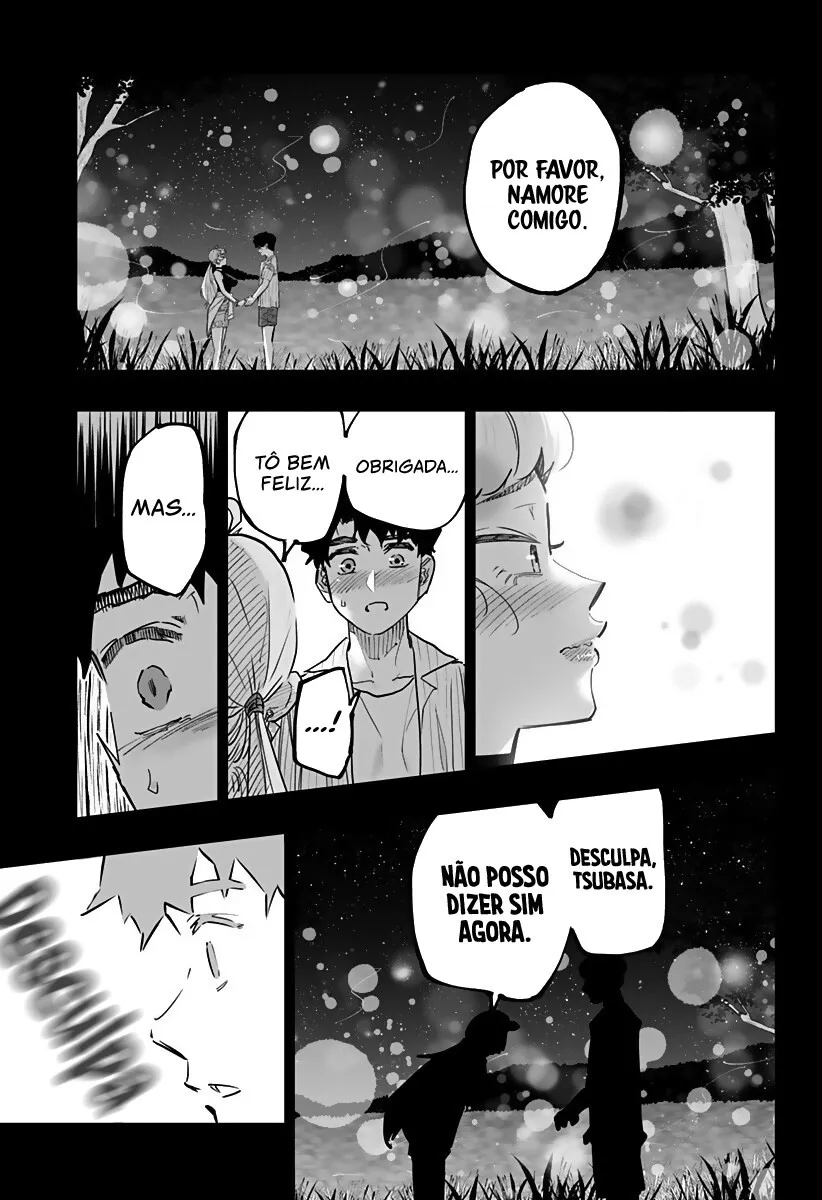 POR FAVOR,
NAMORE
COMIGO.
OBRIGADA...
TÔ BEM
FELIZ...
....!
MAS...
DESCULPA,
TSUBASA.
NÃO POSSO
DIZER SIM
AGORA.
DESCULPA